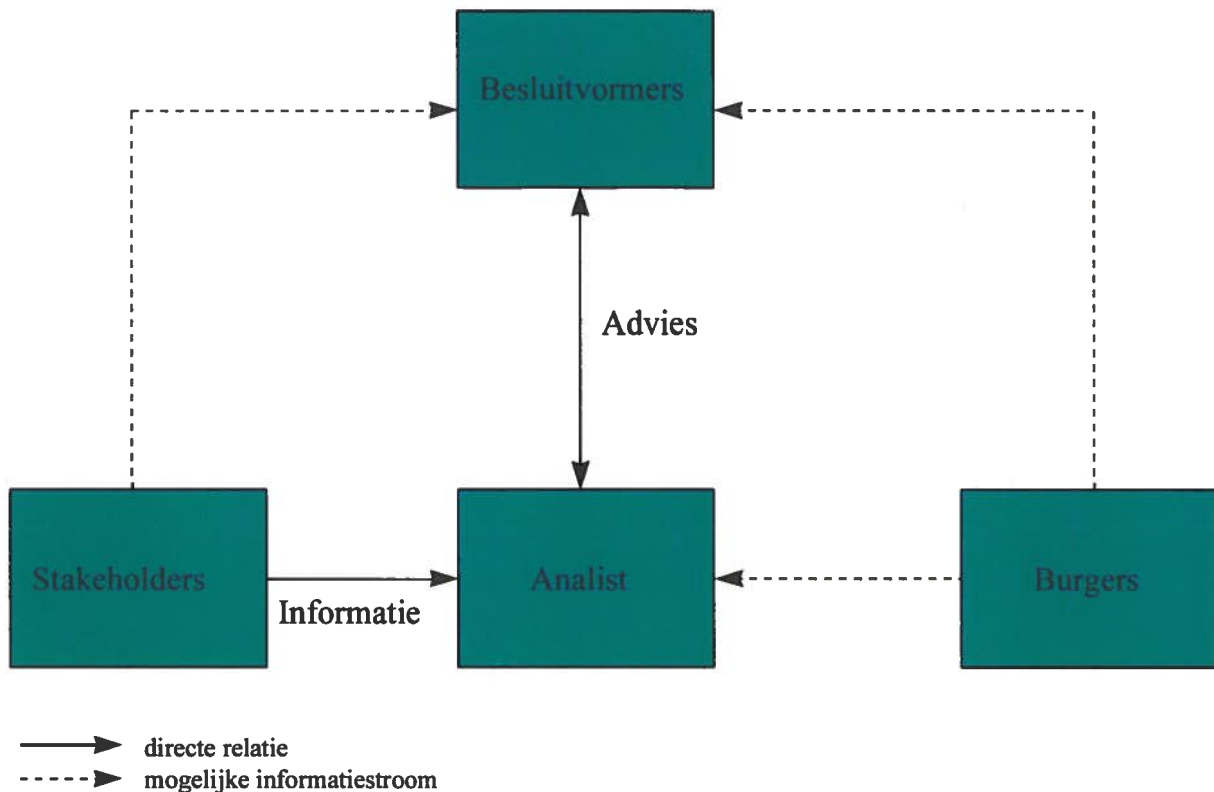 Besluitvormers
Advies
Stakeholders
Informatie
Analist
Burgers
directe relatie
mogelijke informatiestroom